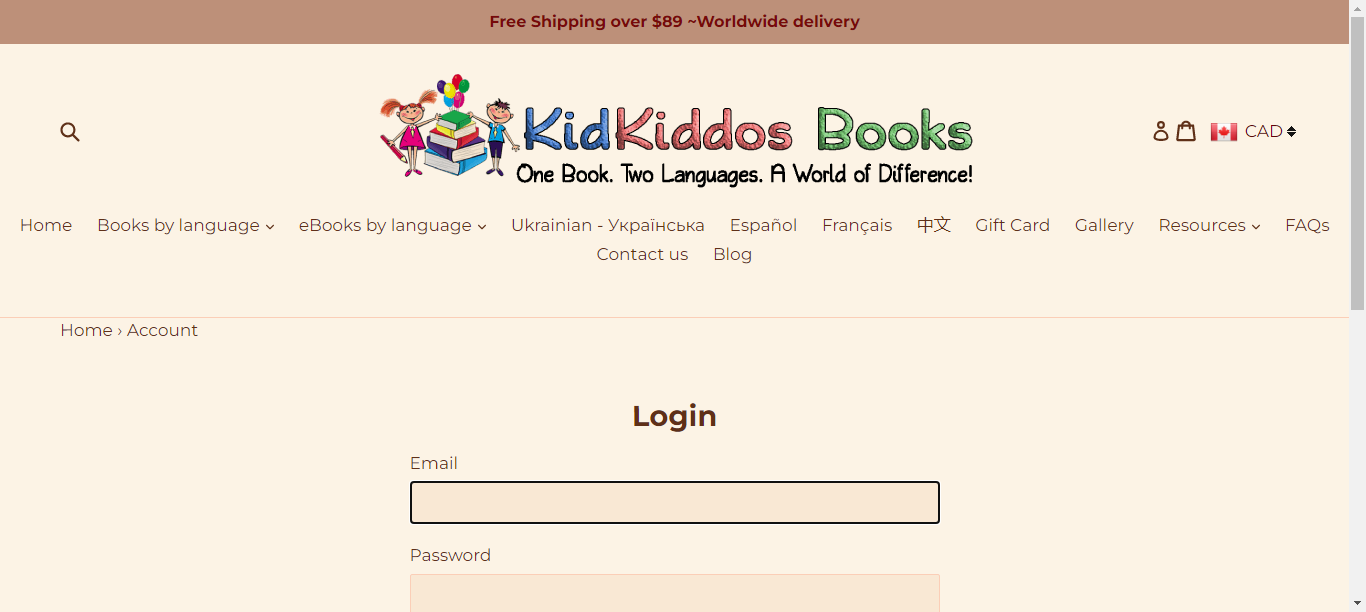 Free Shipping over $89 ~Worldwide delivery
KidKiddos Books
One Book. Two Languages. A World of Difference!
CAD
Home Books by language eBooks by language Ukrainian - Українська Español Français 中文 Gift Card Gallery Resources FAQs
Contact us Blog
Home › Account
Login
Email
Password